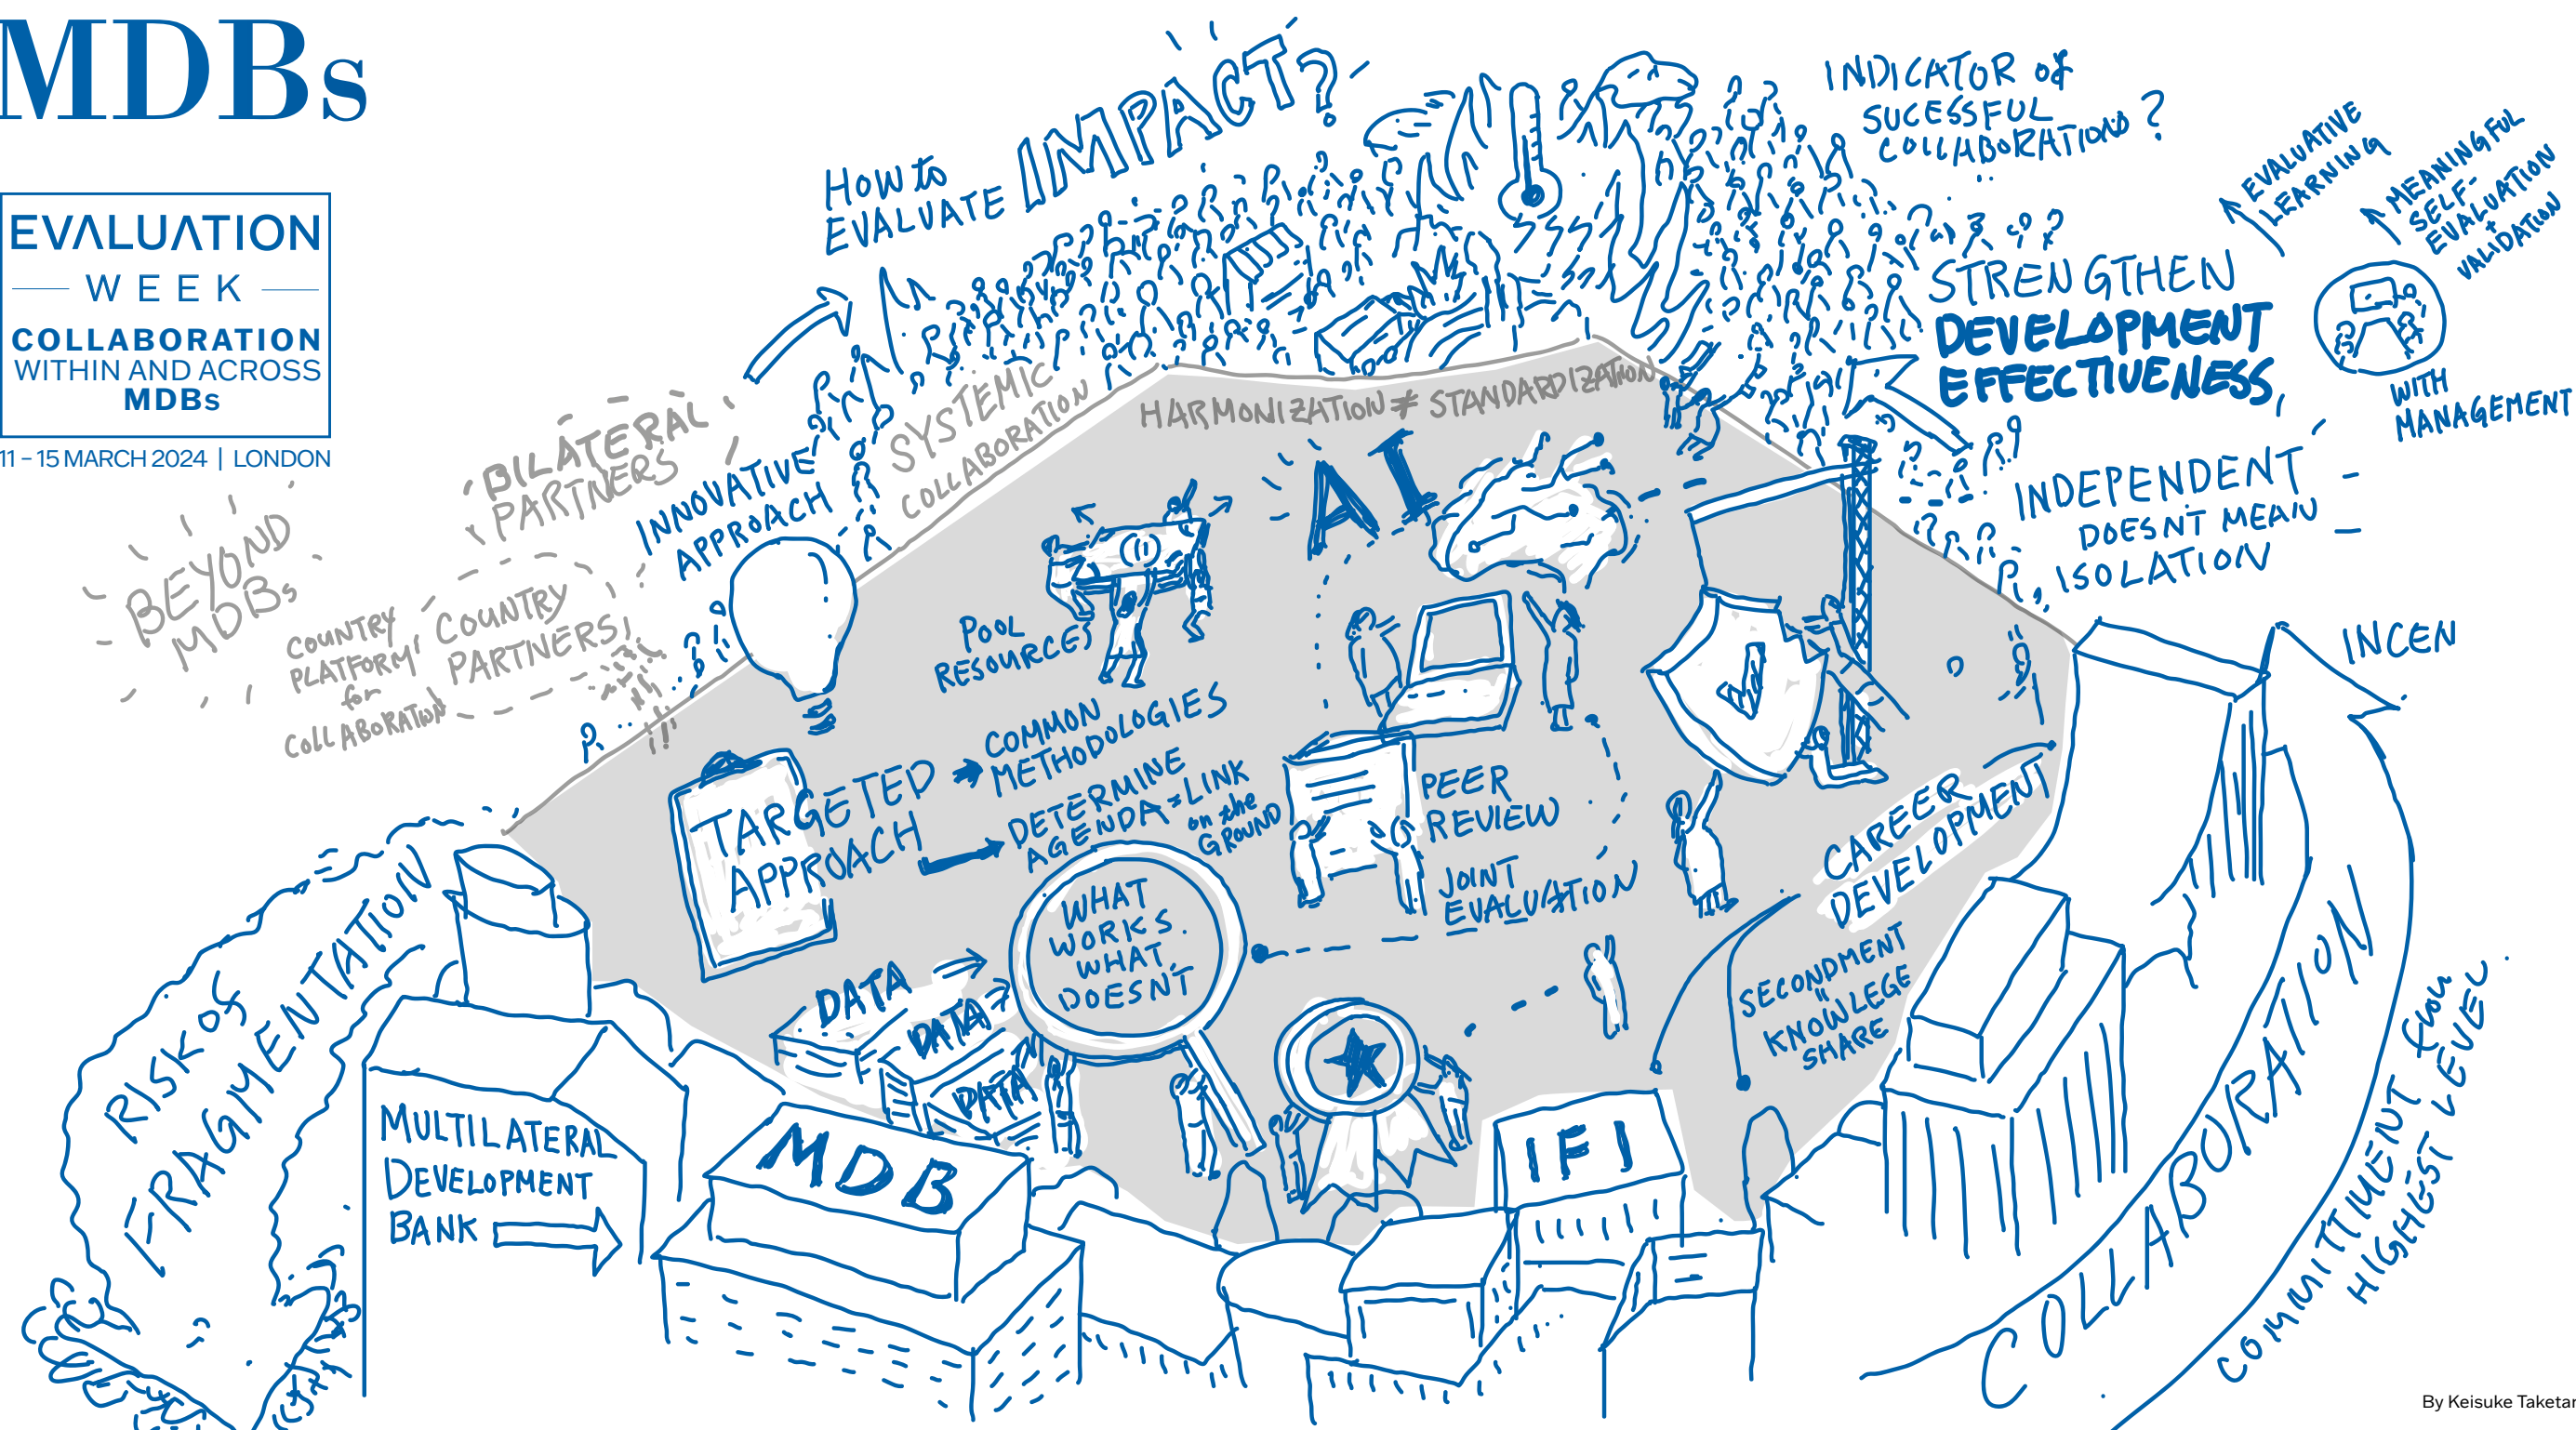 MDBs
EVALUATION
WEEK
COLLABORATION
WITHIN AND ACROSS
MDBs
11 – 15 MARCH 2024 | LONDON
HOW to
EVALUATE IMPACT?
INDICATOR of
SUCESSFUL
COLLABORATIONS?
EVALUATIVE
LEARNING
MEANINGFUL
SELF-
EVALUATION
+
VALIDATION
WITH
MANAGEMENT
STRENGTHEN
DEVELOPMENT
EFFECTIVENESS
INDEPENDENT
DOESNT MEAN
ISOLATION
BEYOND
MDBs
BILATERAL
PARTNERS
COUNTRY
PLATFORM
for
COLLABORATION
COUNTRY
PARTNERS
INNOVATIVE
APPROACH
SYSTEMIC
COLLABORATION
HARMONIZATION ≠ STANDARDIZATION
AI
POOL
RESOURCES
TARGETED
APPROACH
COMMON
METHODOLOGIES
DETERMINE
AGENDA = LINK
on the
GROUND
PEER
REVIEW
JOINT
EVALUATION
WHAT
WORKS.
WHAT
DOESNT
DATA
DATA
DATA
CAREER
DEVELOPMENT
SECONDMENT
"
KNOWLEGE
SHARE
INCEN
RISK OF
FRAGMENTATION
MULTILATERAL
DEVELOPMENT
BANK
MDB
IFI
COLLABORATION
COMMITTMENT from
HIGHEST LEVEL
By Keisuke Taketan